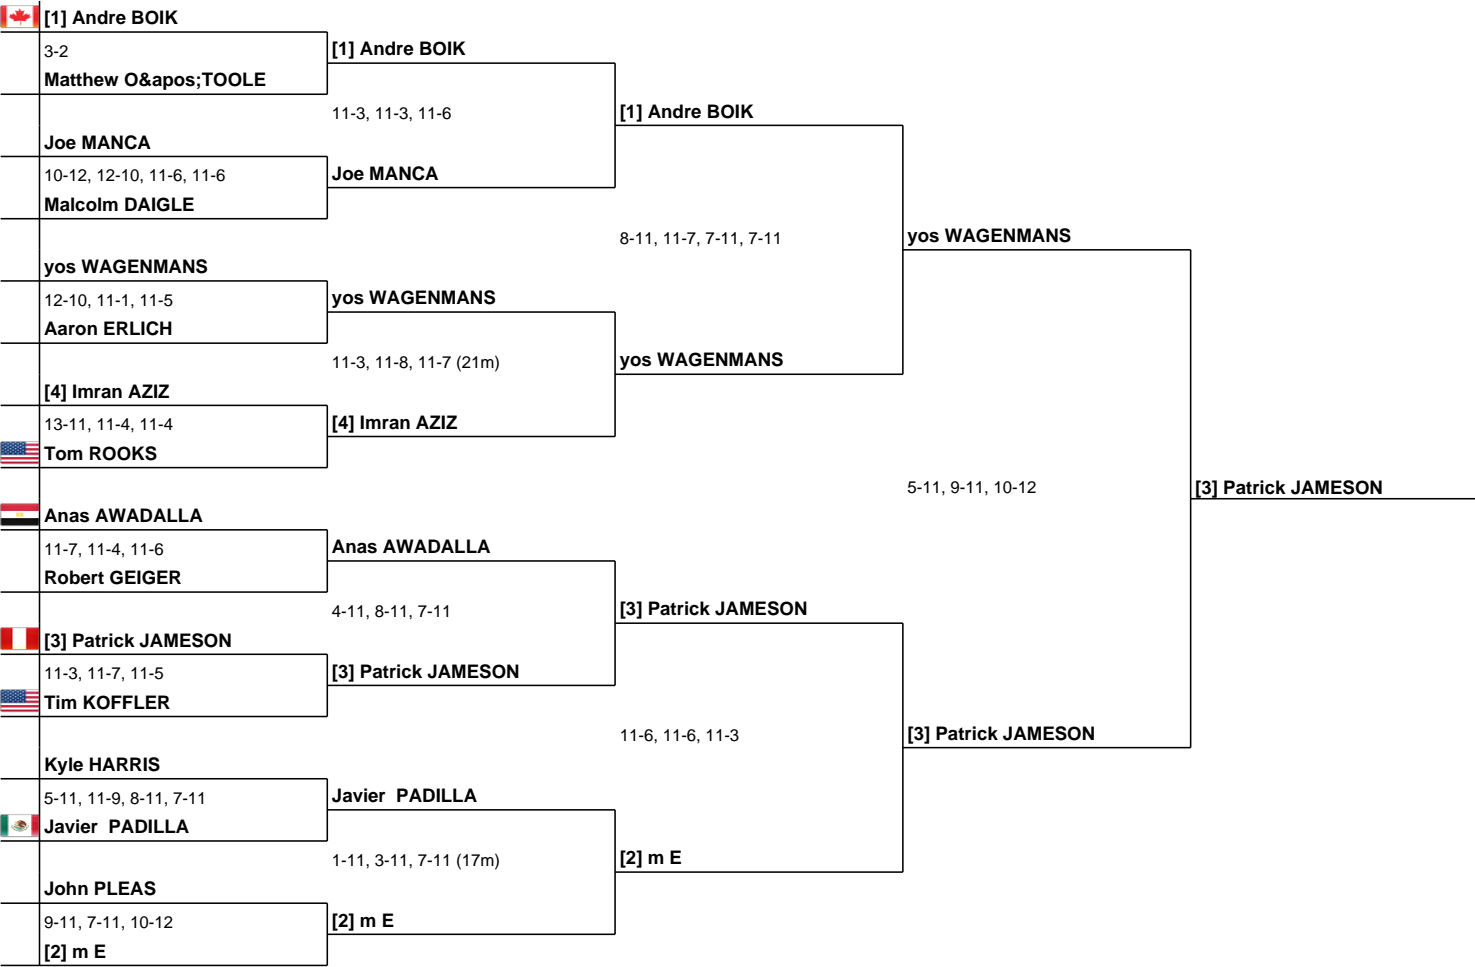 [1] Andre BOIK
3-2
[1] Andre BOIK
Matthew O&apos;TOOLE
11-3, 11-3, 11-6
[1] Andre BOIK
Joe MANCA
10-12, 12-10, 11-6, 11-6
Joe MANCA
Malcolm DAIGLE
8-11, 11-7, 7-11, 7-11
yos WAGENMANS
yos WAGENMANS
12-10, 11-1, 11-5
yos WAGENMANS
Aaron ERLICH
11-3, 11-8, 11-7 (21m)
yos WAGENMANS
[4] Imran AZIZ
13-11, 11-4, 11-4
[4] Imran AZIZ
Tom ROOKS
5-11, 9-11, 10-12
[3] Patrick JAMESON
Anas AWADALLA
11-7, 11-4, 11-6
Anas AWADALLA
Robert GEIGER
4-11, 8-11, 7-11
[3] Patrick JAMESON
[3] Patrick JAMESON
11-3, 11-7, 11-5
[3] Patrick JAMESON
Tim KOFFLER
11-6, 11-6, 11-3
[3] Patrick JAMESON
Kyle HARRIS
5-11, 11-9, 8-11, 7-11
Javier  PADILLA
Javier  PADILLA
1-11, 3-11, 7-11 (17m)
[2] m E
John PLEAS
9-11, 7-11, 10-12
[2] m E
[2] m E